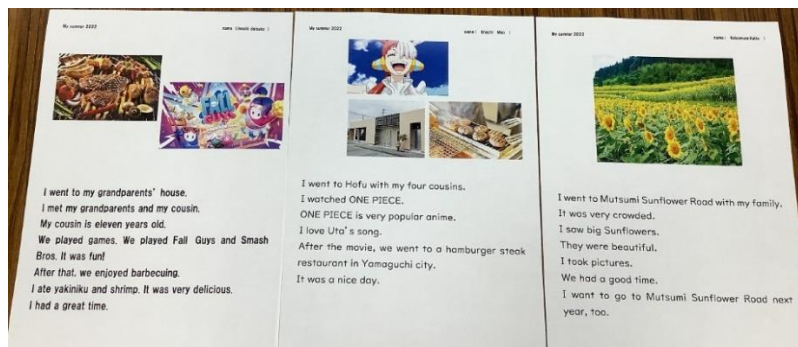 My summer 2022
name (
I went to my grandparents' house.
I met my grandparents and my cousin.
My cousin is eleven years old.
We played games. We played Fall Guys and Smash
Bros. It was fun!
After that, we enjoyed barbecuing.
I ate yakiniku and shrimp. It was very delicious.
I had a great time.
My summer 2022
name (
I went to Hofu with my four cousins.
I watched ONE PIECE.
ONE PIECE is very popular anime.
I love Uta's song.
After the movie, we went to a hamburger steak
restaurant in Yamaguchi city.
It was a nice day.
My summer 2022
name (
I went to Mutsumi Sunflower Road with my family.
It was very crowded.
I saw big Sunflowers.
They were beautiful.
I took pictures.
We had a good time.
I want to go to Mutsumi Sunflower Road next
year, too.